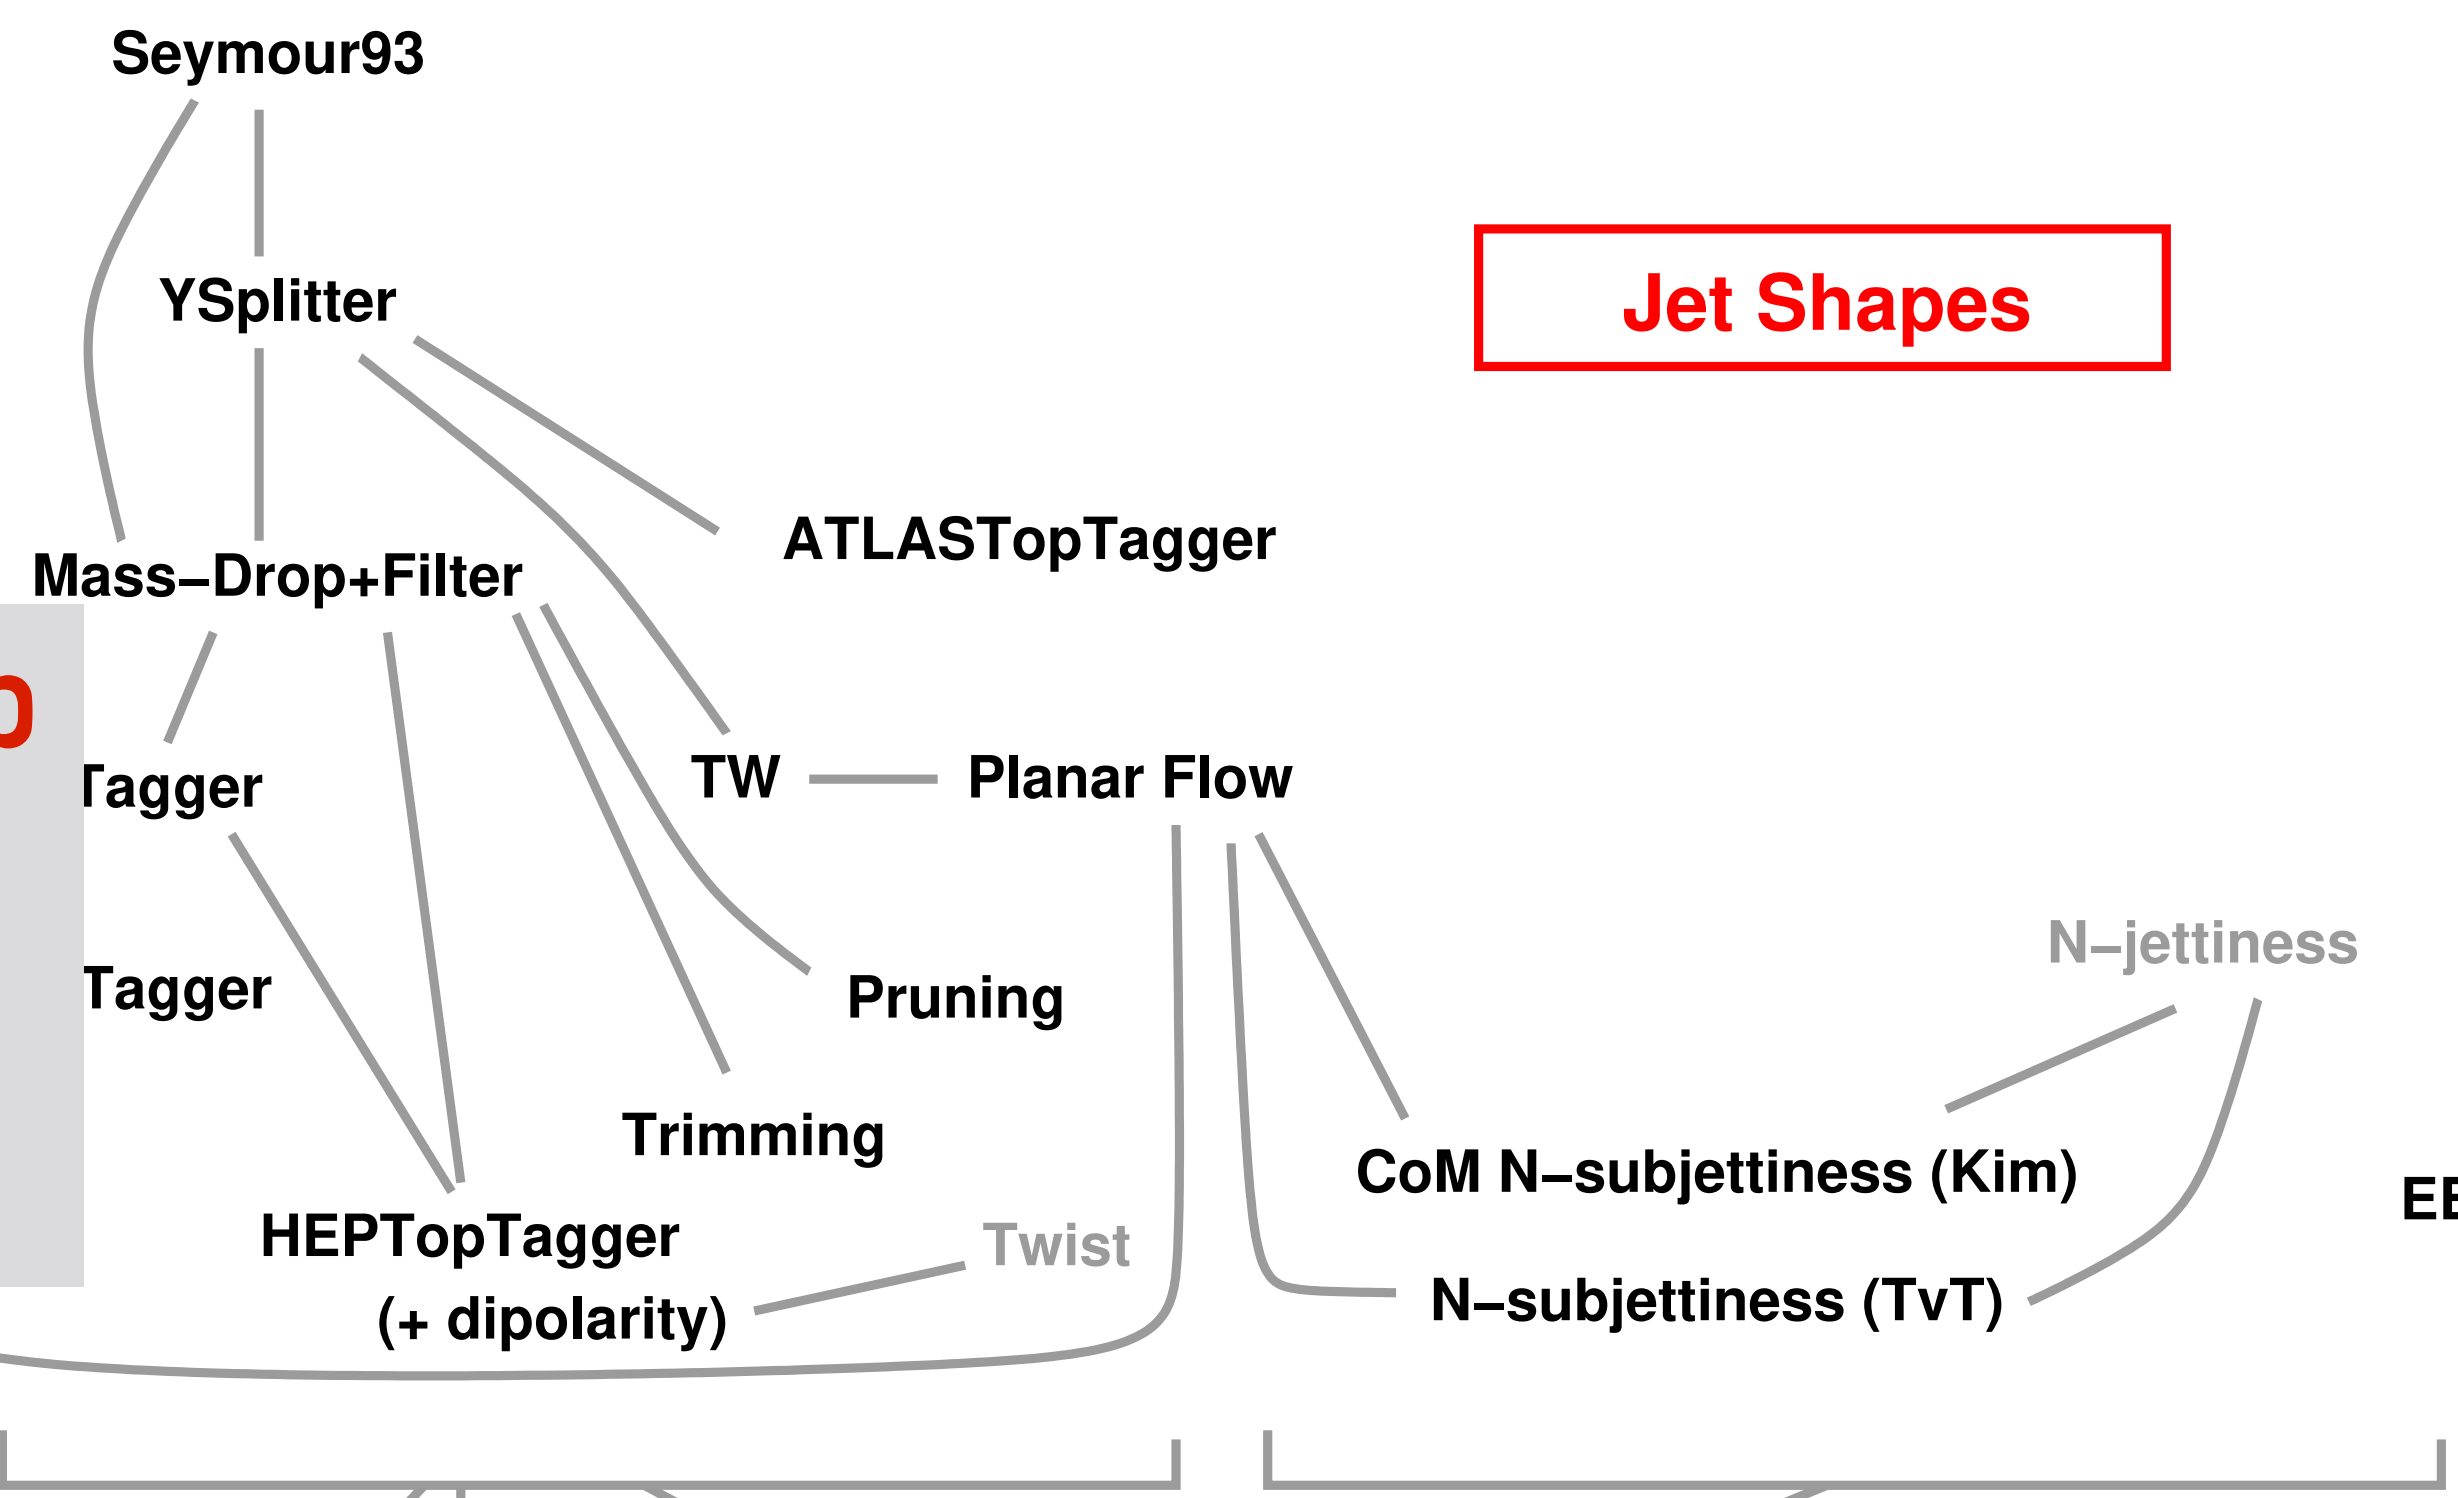 Seymour93
YSplitter
Jet Shapes
ATLASTopTagger
Mass–Drop+Filter
Tagger
TW
Planar Flow
N–jettiness
Tagger
Pruning
Trimming
CoM N–subjettiness (Kim)
HEPTopTagger
(+ dipolarity)
Twist
N–subjettiness (TvT)